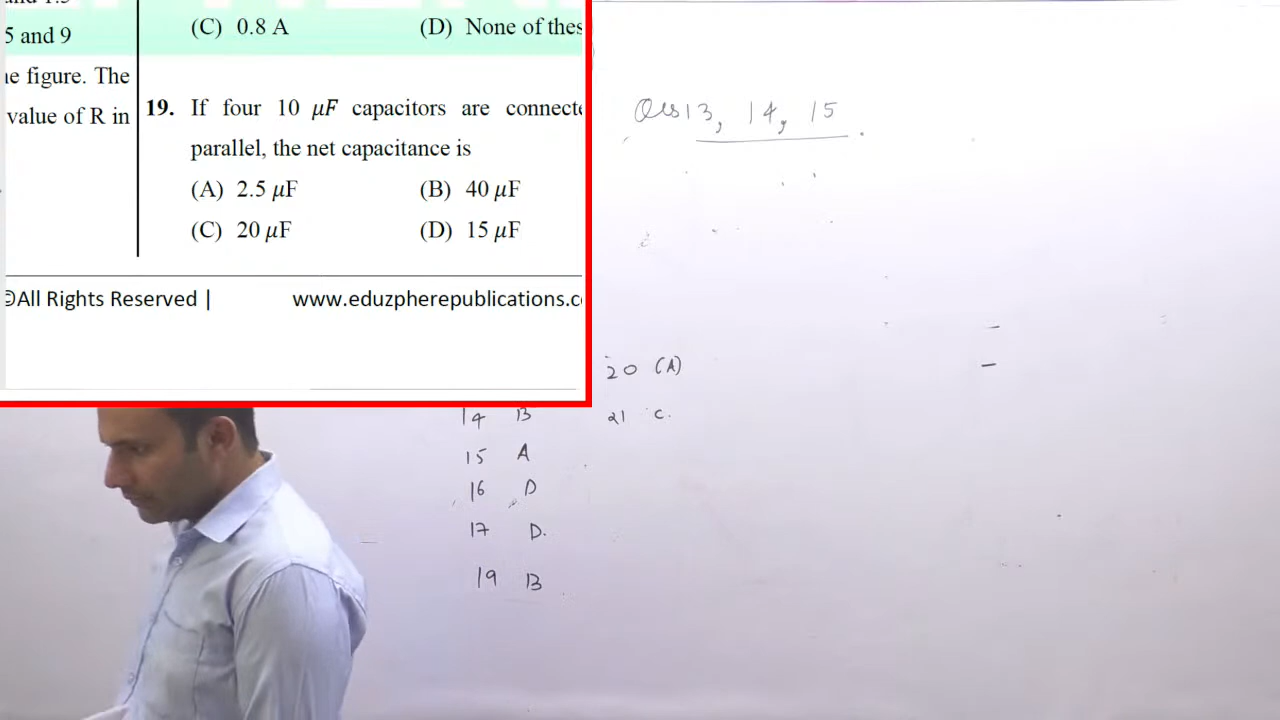 5 and 9
e figure. The
value of R in
(C) 0.8 A (D) None of thes
19. If four 10 μF capacitors are connecte
parallel, the net capacitance is
(A) 2.5 μF (B) 40 μF
(C) 20 μF (D) 15 μF
©All Rights Reserved | www.eduzpherepublications.c
Ques 13, 14, 15
20 (A)
14 B 21 C.
15 A
16 D
17 D.
19 B